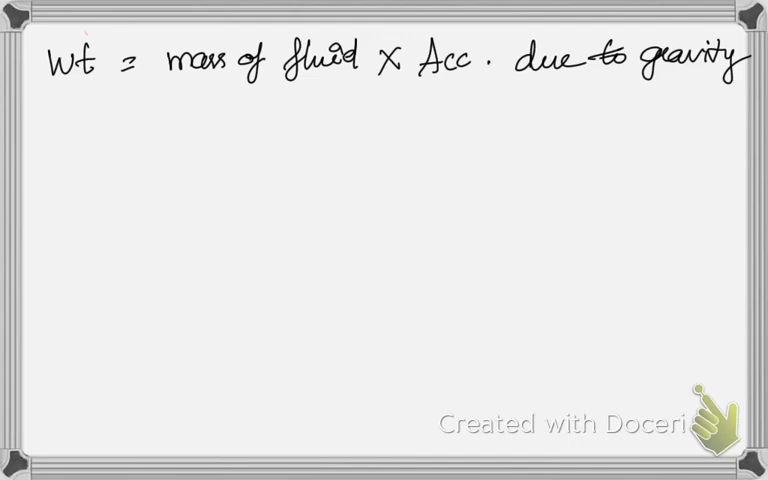 Wt = mass of fluid × Acc. due to gravity
Created with Doceri